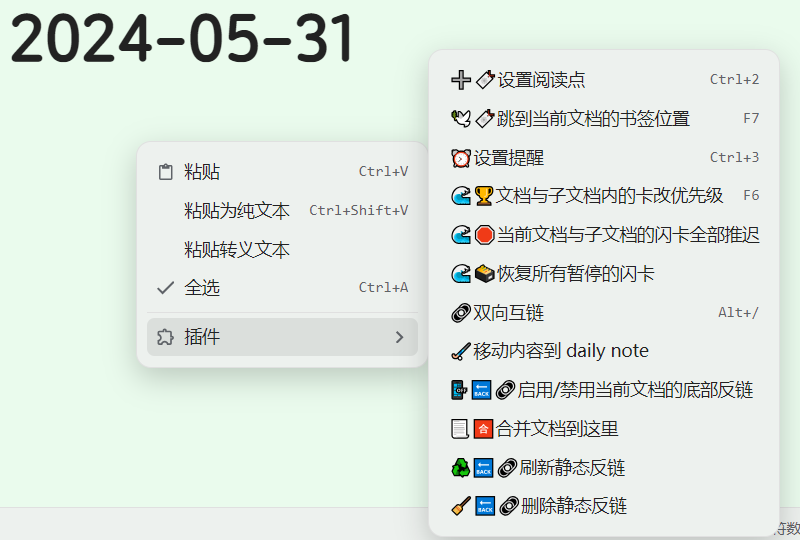 2024-05-31
粘贴 Ctrl+V
粘贴为纯文本 Ctrl+Shift+V
粘贴转义文本
全选 Ctrl+A
插件
设置阅读点 Ctrl+2
跳到当前文档的书签位置 F7
设置提醒 Ctrl+3
文档与子文档内的卡改优先级 F6
当前文档与子文档的闪卡全部推迟
恢复所有暂停的闪卡
双向互链 Alt+/
移动内容到 daily note
BACK 启用/禁用当前文档的底部反链
合 合并文档到这里
BACK 刷新静态反链
BACK 删除静态反链
符数